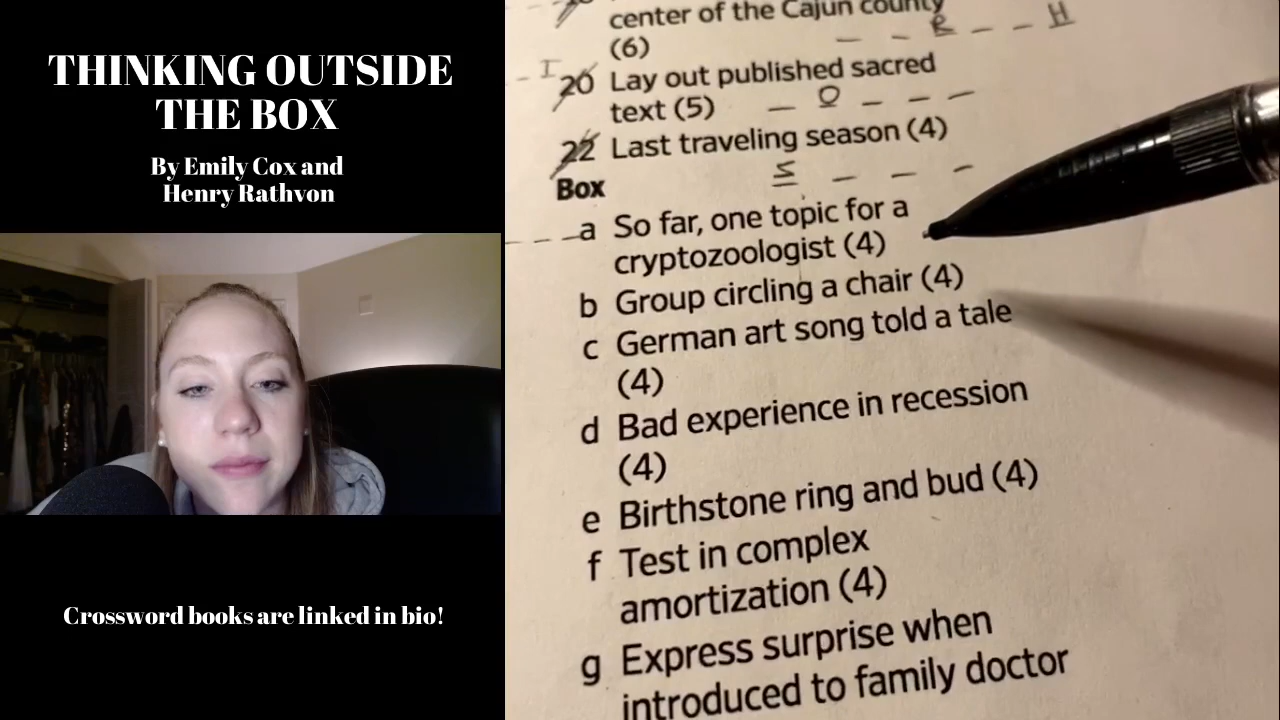 THINKING OUTSIDE
THE BOX
By Emily Cox and
Henry Rathvon
Crossword books are linked in bio!
center of the Cajun county
(6)
_ _ R _ _ H
_ I
20 Lay out published sacred
text (5)
_ O _ _ _
22 Last traveling season (4)
S _ _ _
Box
_ _ _ a So far, one topic for a
cryptozoologist (4)
b Group circling a chair (4)
c German art song told a tale
(4)
d Bad experience in recession
(4)
e Birthstone ring and bud (4)
f Test in complex
amortization (4)
g Express surprise when
introduced to family doctor